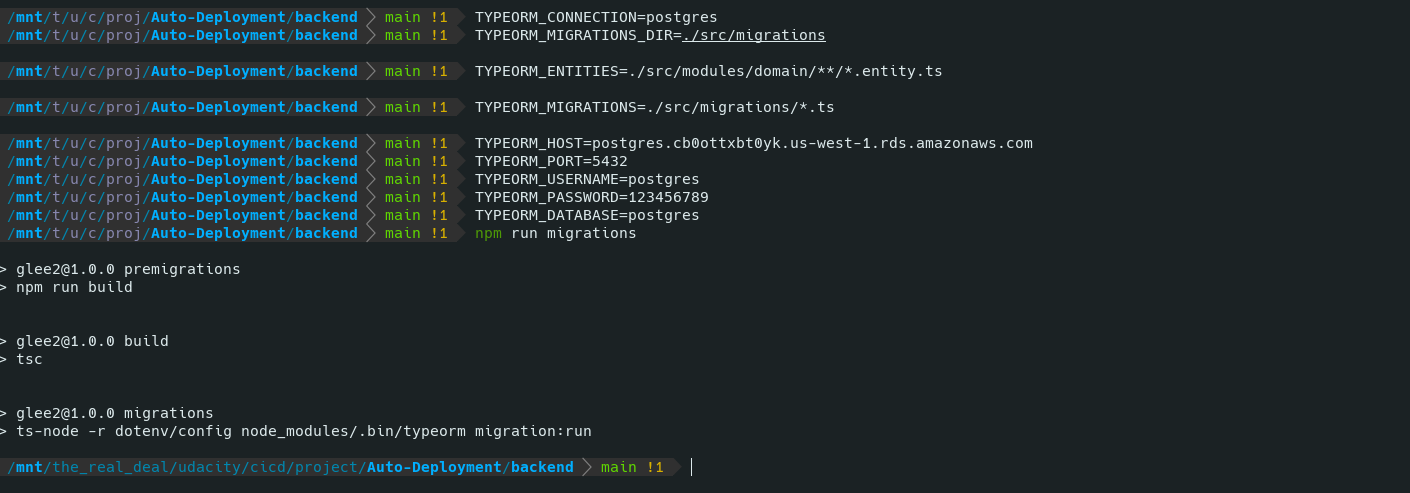 /mnt/t/u/c/proj/Auto-Deployment/backend main !1 TYPEORM_CONNECTION=postgres
/mnt/t/u/c/proj/Auto-Deployment/backend main !1 TYPEORM_MIGRATIONS_DIR=./src/migrations
/mnt/t/u/c/proj/Auto-Deployment/backend main !1 TYPEORM_ENTITIES=./src/modules/domain/**/*.entity.ts
/mnt/t/u/c/proj/Auto-Deployment/backend main !1 TYPEORM_MIGRATIONS=./src/migrations/*.ts
/mnt/t/u/c/proj/Auto-Deployment/backend main !1 TYPEORM_HOST=postgres.cb0ottxbt0yk.us-west-1.rds.amazonaws.com
/mnt/t/u/c/proj/Auto-Deployment/backend main !1 TYPEORM_PORT=5432
/mnt/t/u/c/proj/Auto-Deployment/backend main !1 TYPEORM_USERNAME=postgres
/mnt/t/u/c/proj/Auto-Deployment/backend main !1 TYPEORM_PASSWORD=123456789
/mnt/t/u/c/proj/Auto-Deployment/backend main !1 TYPEORM_DATABASE=postgres
/mnt/t/u/c/proj/Auto-Deployment/backend main !1 npm run migrations
> glee2@1.0.0 premigrations
> npm run build
> glee2@1.0.0 build
> tsc
> glee2@1.0.0 migrations
> ts-node -r dotenv/config node_modules/.bin/typeorm migration:run
/mnt/the_real_deal/udacity/cicd/project/Auto-Deployment/backend main !1